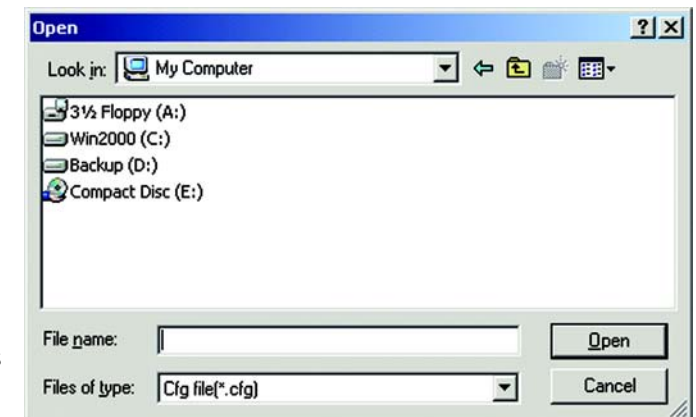 Open
Look in: My Computer
3½ Floppy (A:)
Win2000 (C:)
Backup (D:)
Compact Disc (E:)
File name:
Open
Files of type: Cfg file(*.cfg)
Cancel